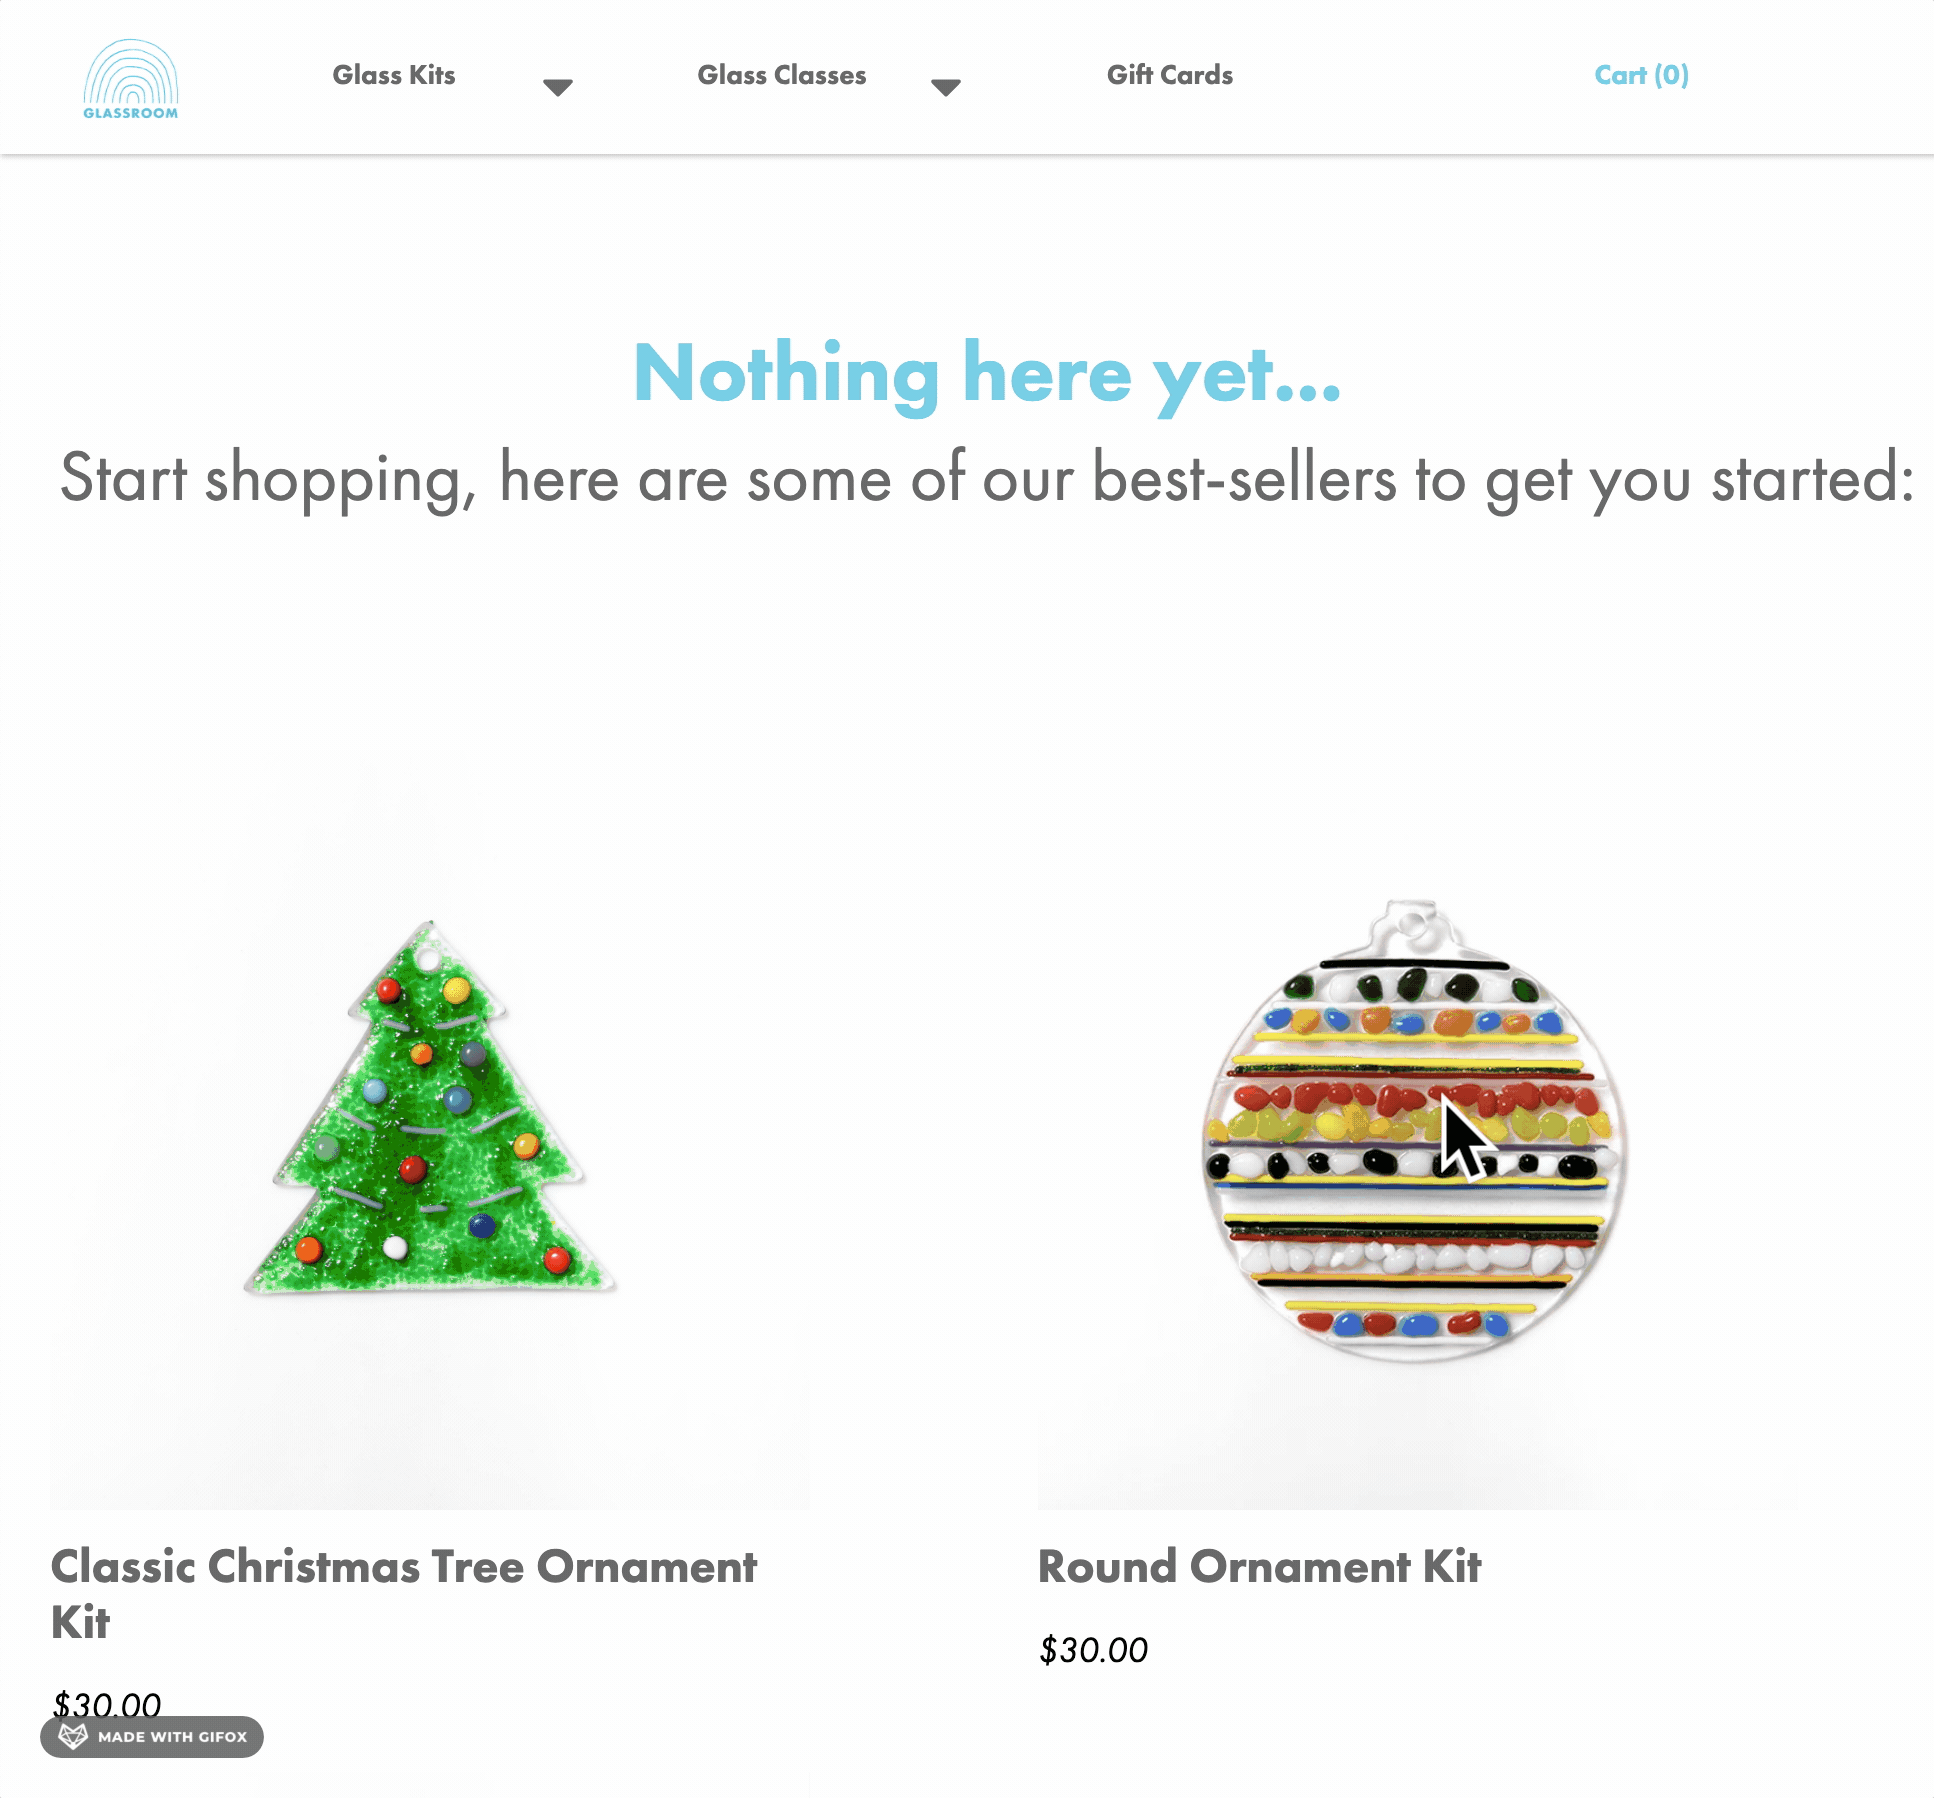 GLASSROOM
Glass Kits
Glass Classes
Gift Cards
Cart (0)
Nothing here yet...
Start shopping, here are some of our best-sellers to get you started:
Classic Christmas Tree Ornament
Kit
$30.00
Round Ornament Kit
$30.00
MADE WITH GIFOX